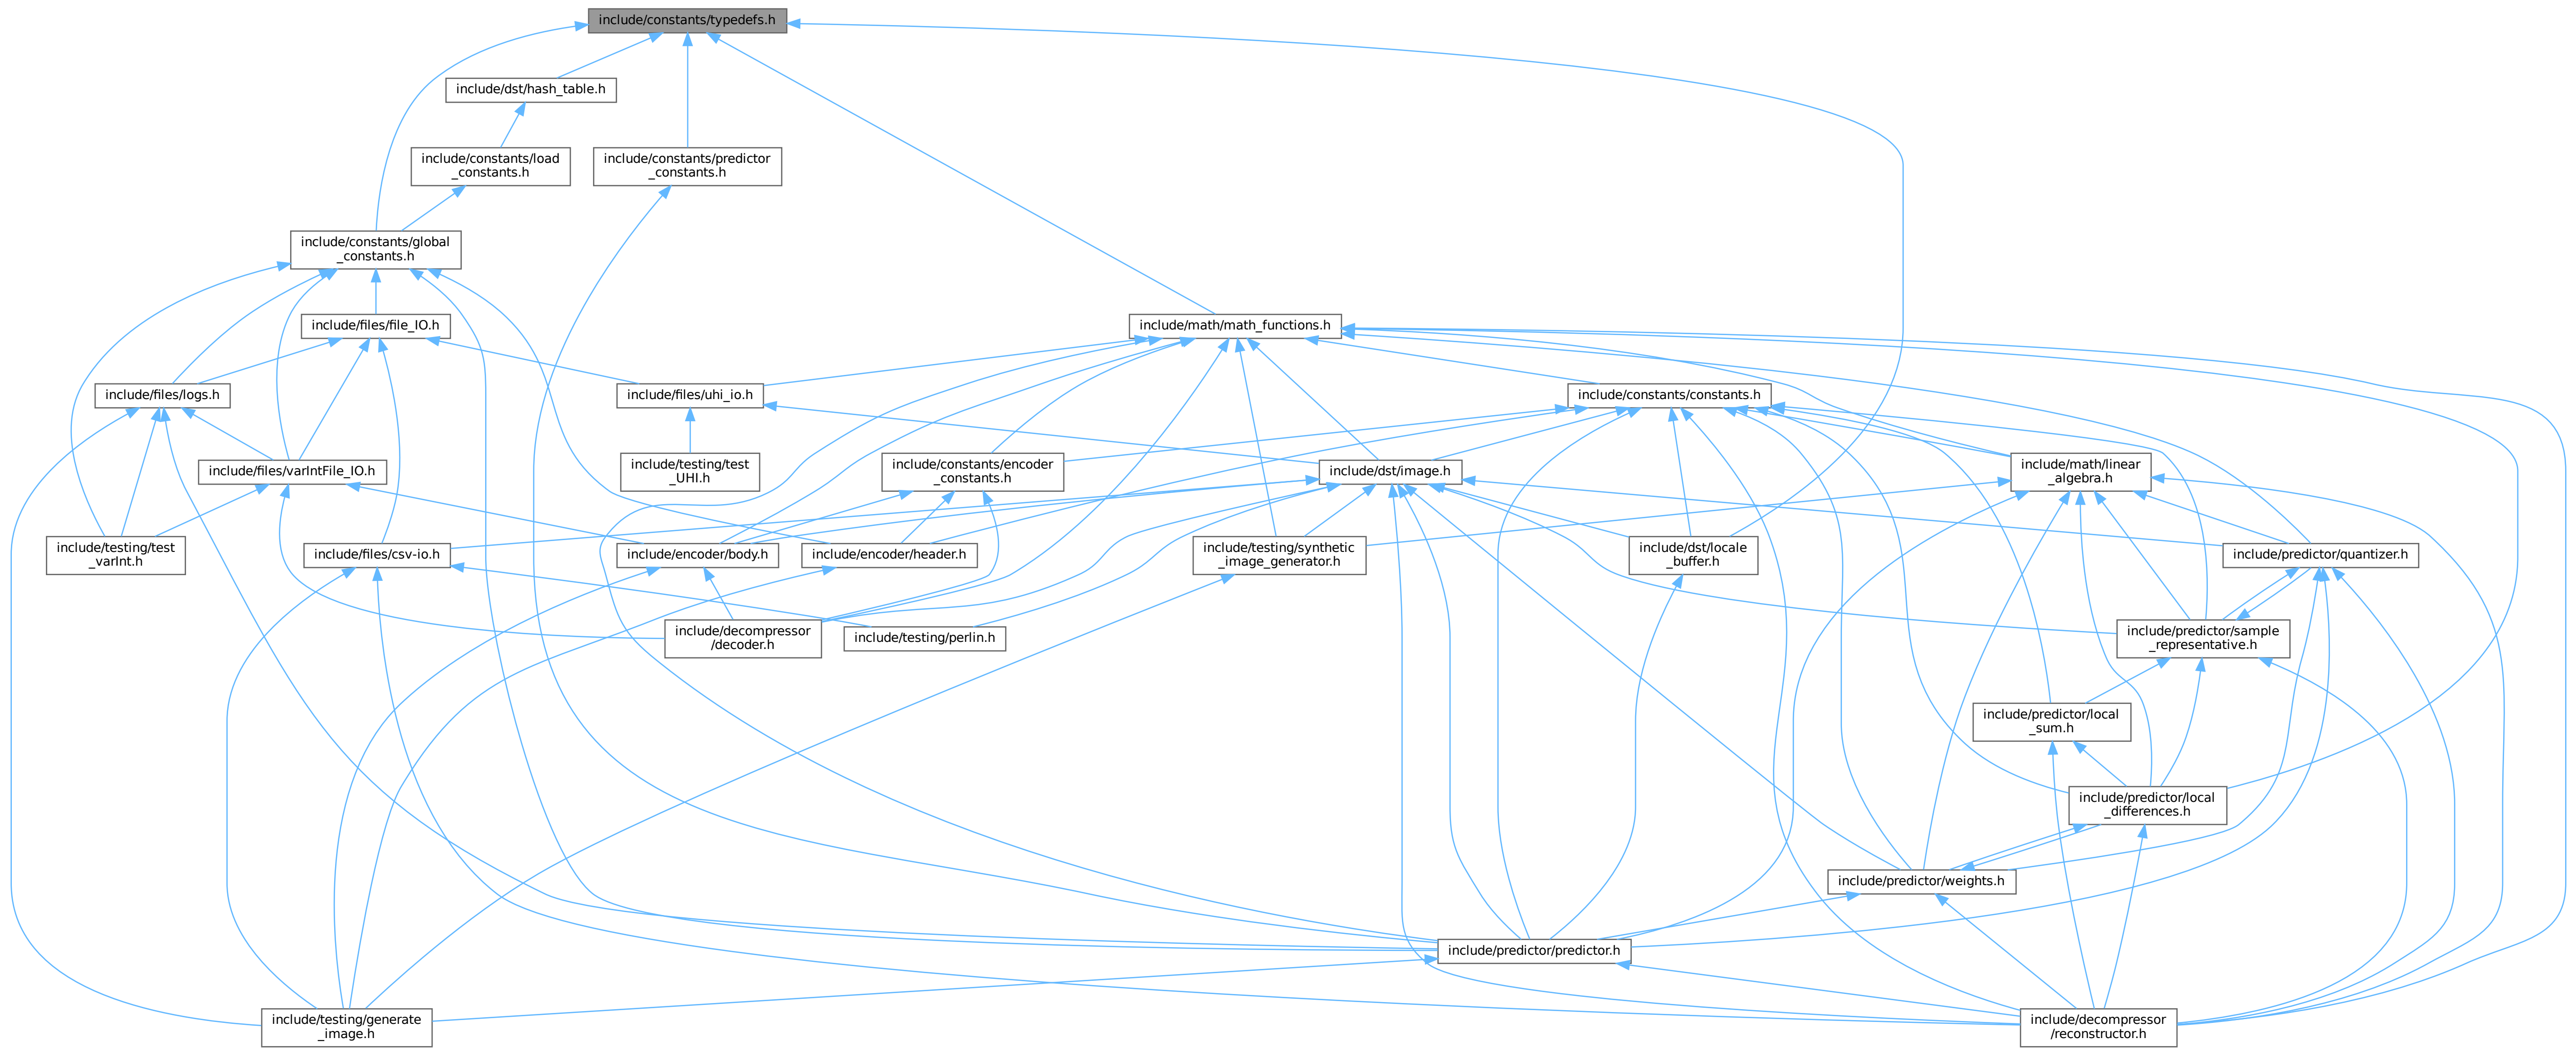 include/constants/typedefs.h
include/dst/hash_table.h
include/constants/load
_constants.h
include/constants/predictor
_constants.h
include/constants/global
_constants.h
include/files/file_IO.h
include/math/math_functions.h
include/files/logs.h
include/files/uhi_io.h
include/constants/constants.h
include/files/varIntFile_IO.h
include/testing/test
_UHI.h
include/constants/encoder
_constants.h
include/dst/image.h
include/math/linear
_algebra.h
include/testing/test
_varInt.h
include/files/csv-io.h
include/encoder/body.h
include/encoder/header.h
include/testing/synthetic
_image_generator.h
include/dst/locale
_buffer.h
include/predictor/quantizer.h
include/decompressor
/decoder.h
include/testing/perlin.h
include/predictor/sample
_representative.h
include/predictor/local
_sum.h
include/predictor/local
_differences.h
include/predictor/weights.h
include/predictor/predictor.h
include/testing/generate
_image.h
include/decompressor
/reconstructor.h